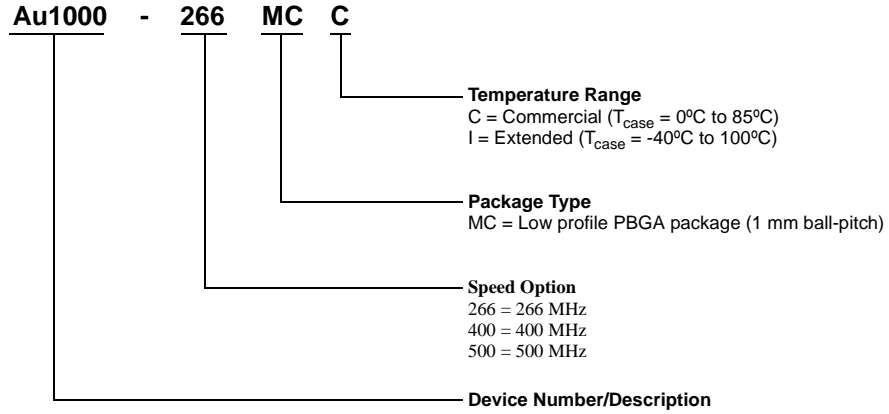 Au1000 - 266 MC C
Temperature Range
C = Commercial (Tcase = 0ºC to 85ºC)
I = Extended (Tcase = -40ºC to 100ºC)
Package Type
MC = Low profile PBGA package (1 mm ball-pitch)
Speed Option
266 = 266 MHz
400 = 400 MHz
500 = 500 MHz
Device Number/Description